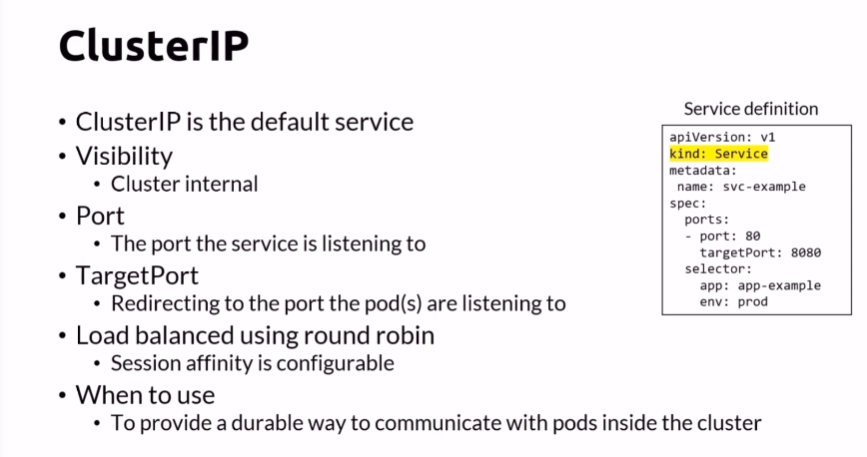 ClusterIP
• ClusterIP is the default service
• Visibility
• Cluster internal
• Port
• The port the service is listening to
• TargetPort
• Redirecting to the port the pod(s) are listening to
• Load balanced using round robin
• Session affinity is configurable
• When to use
• To provide a durable way to communicate with pods inside the cluster
Service definition
apiVersion: v1
kind: Service
metadata:
 name: svc-example
spec:
  ports:
  - port: 80
    targetPort: 8080
  selector:
    app: app-example
    env: prod